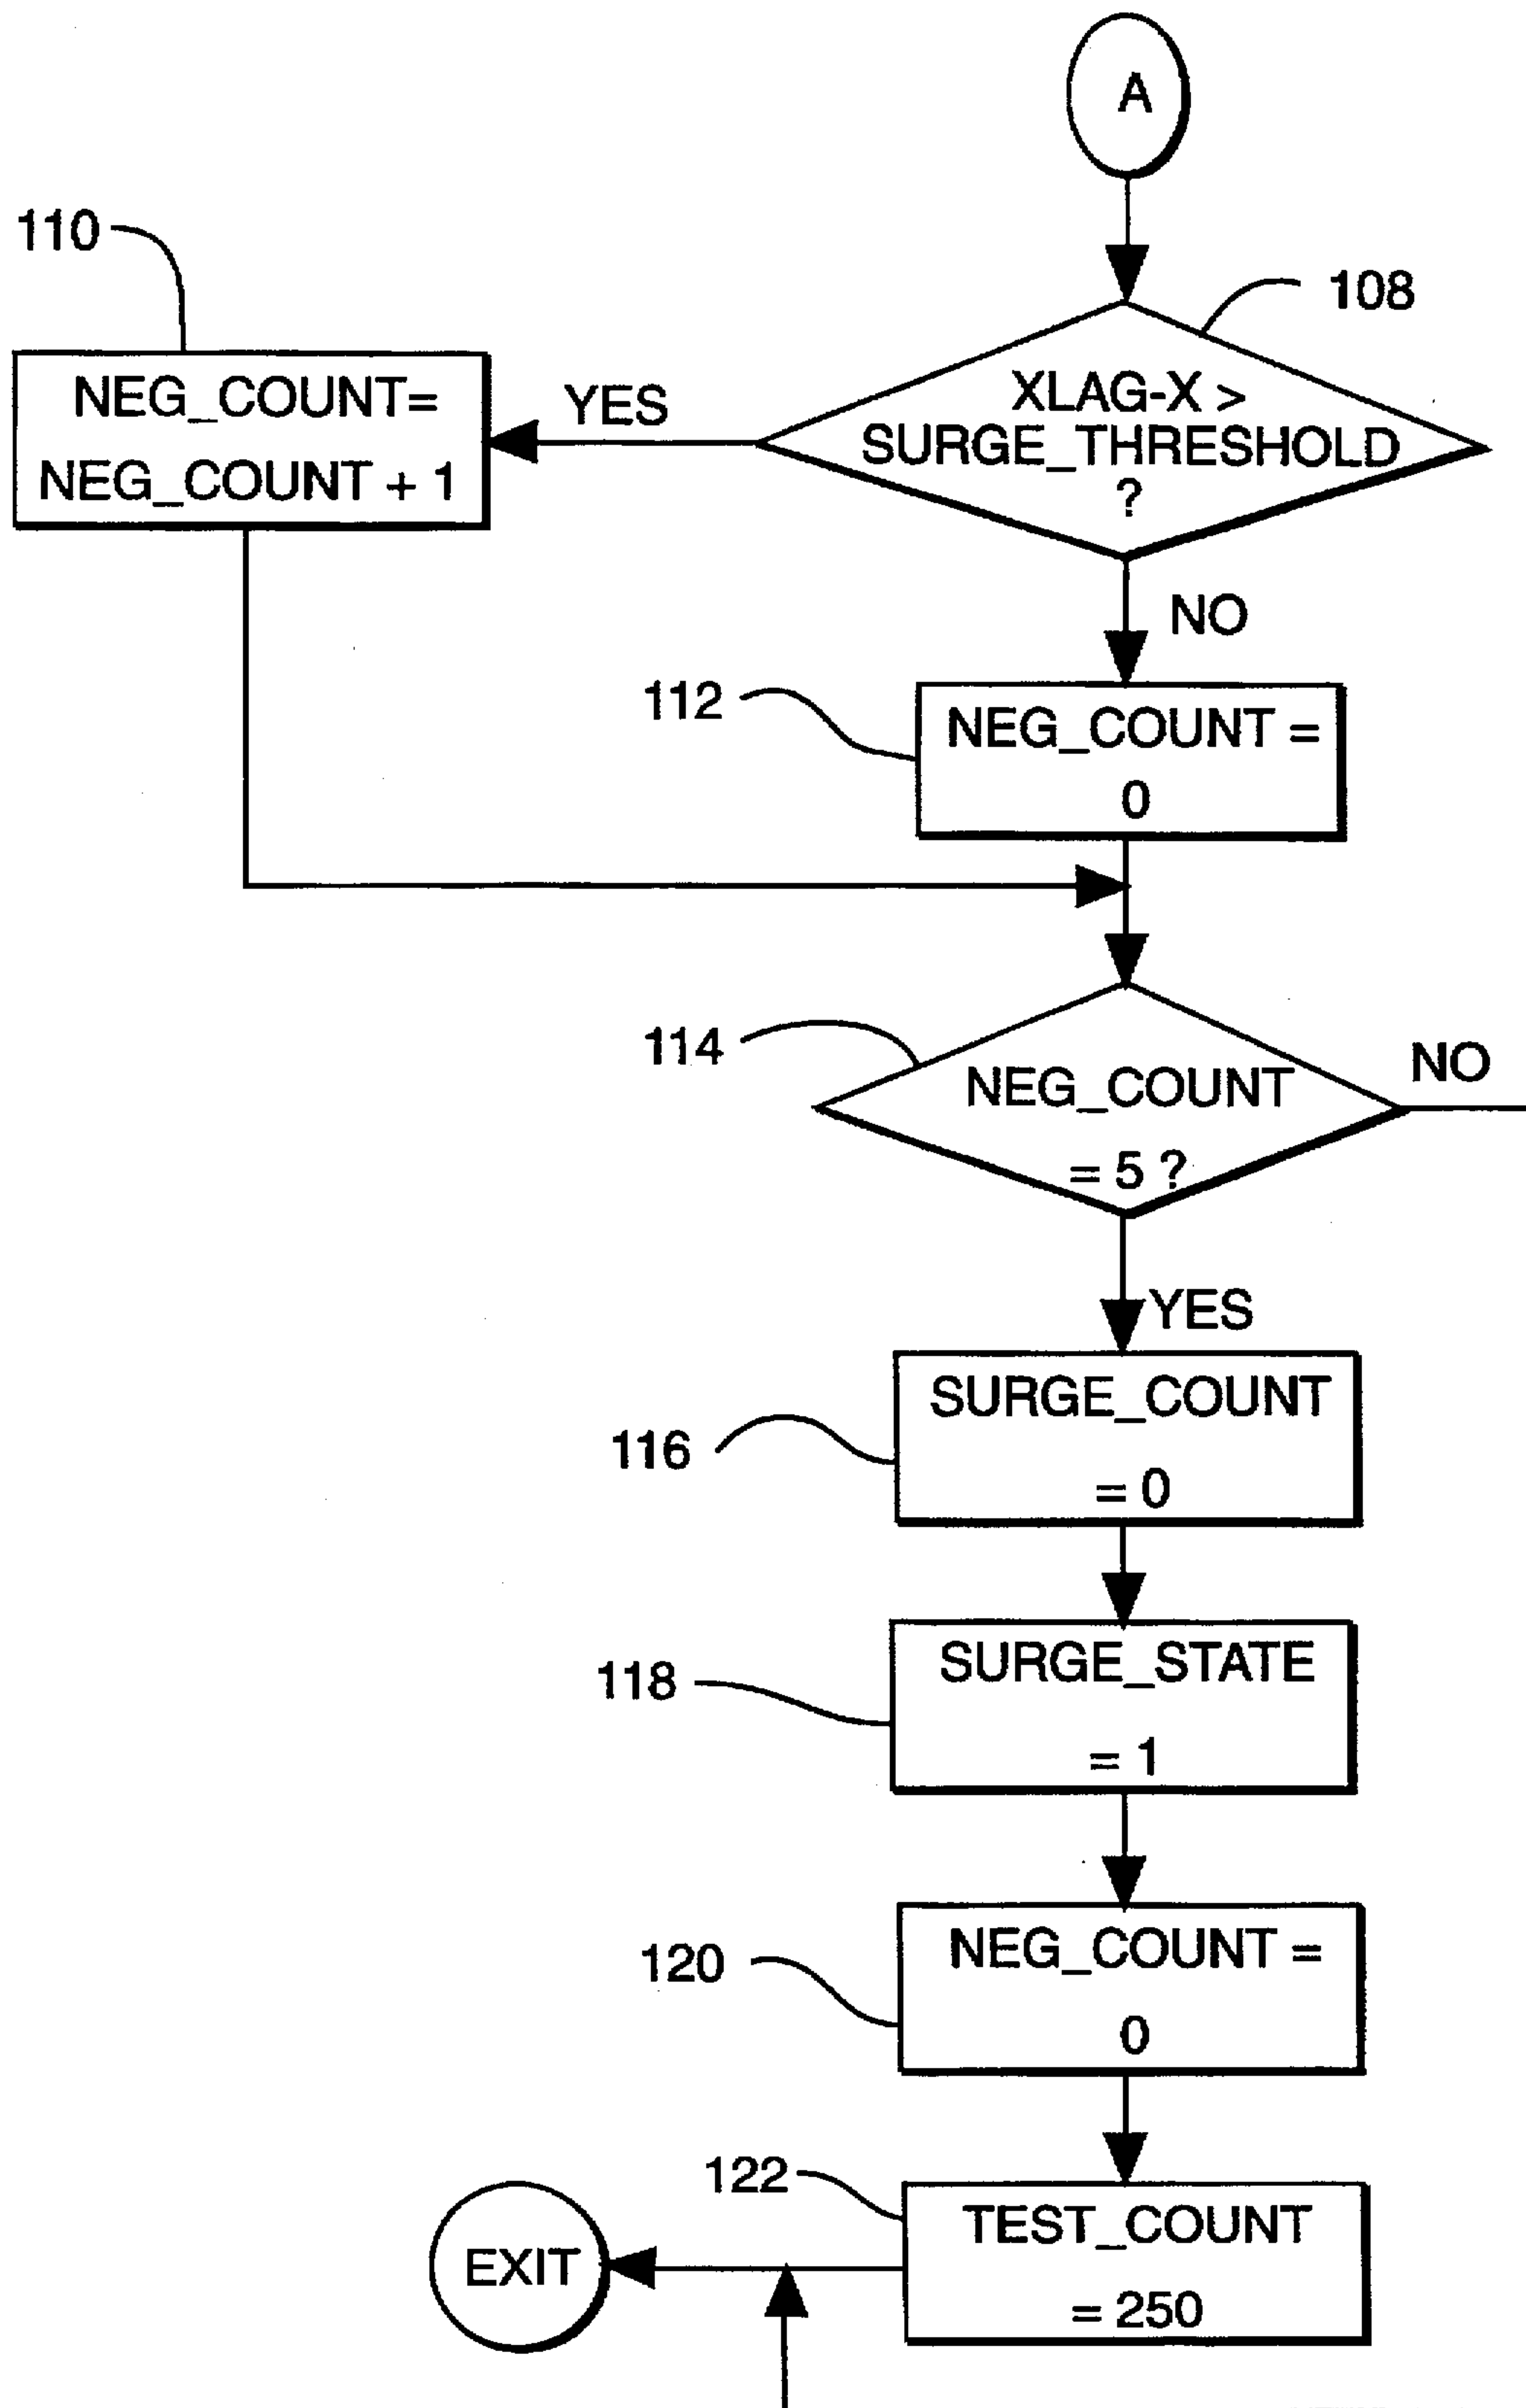 A
110
108
XLAG-X >
SURGE_THRESHOLD
?
YES
NEG_COUNT=
NEG_COUNT + 1
NO
112
NEG_COUNT =
0
114
NEG_COUNT
= 5 ?
NO
YES
116
SURGE_COUNT
= 0
118
SURGE_STATE
= 1
120
NEG_COUNT =
0
122
TEST_COUNT
= 250
EXIT